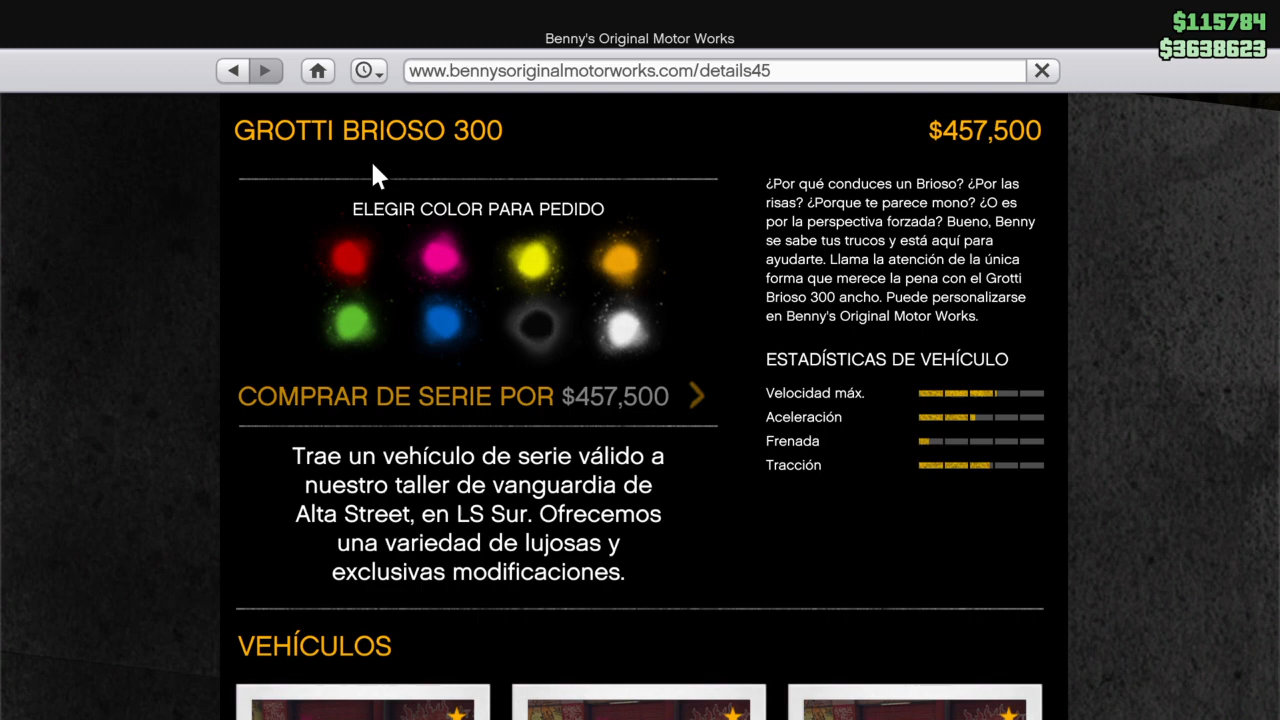 $115784
$3638623
Benny's Original Motor Works
www.bennysoriginalmotorworks.com/details45
GROTTI BRIOSO 300
$457,500
ELEGIR COLOR PARA PEDIDO
COMPRAR DE SERIE POR $457,500
Trae un vehículo de serie válido a
nuestro taller de vanguardia de
Alta Street, en LS Sur. Ofrecemos
una variedad de lujosas y
exclusivas modificaciones.
¿Por qué conduces un Brioso? ¿Por las
risas? ¿Porque te parece mono? ¿O es
por la perspectiva forzada? Bueno, Benny
se sabe tus trucos y está aquí para
ayudarte. Llama la atención de la única
forma que merece la pena con el Grotti
Brioso 300 ancho. Puede personalizarse
en Benny's Original Motor Works.
ESTADÍSTICAS DE VEHÍCULO
Velocidad máx.
Aceleración
Frenada
Tracción
VEHÍCULOS